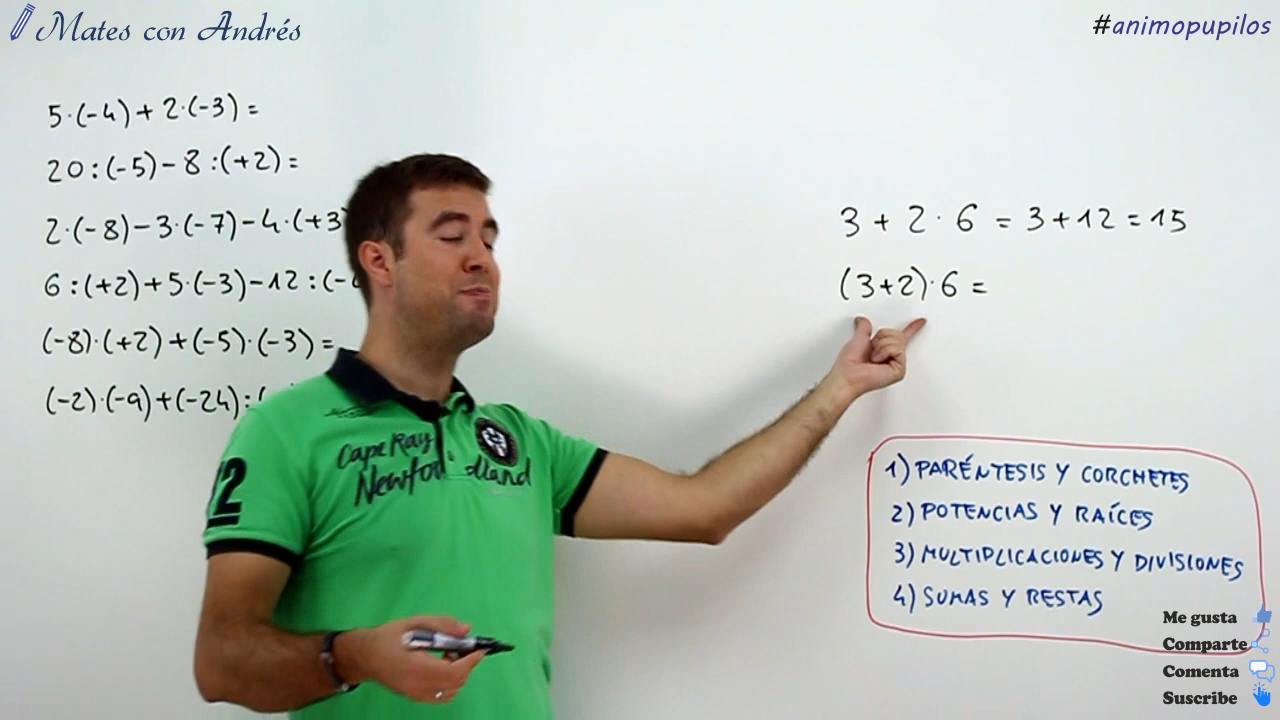 Mates con Andrés
#animopupilos
5·(-4)+2·(-3)=
20:(-5)-8:(+2)=
2·(-8)-3·(-7)-4·(+3
6:(+2)+5·(-3)-12:(-
(-8)·(+2)+(-5)·(-3)=
(-2)·(-9)+(-24):(
3+2·6=3+12=15
(3+2)·6=
Cape Ray
22
1) PARÉNTESIS Y CORCHETES
2) POTENCIAS Y RAÍCES
3) MULTIPLICACIONES Y DIVISIONES
4) SUMAS Y RESTAS
Me gusta
Comparte
Comenta
Suscribe